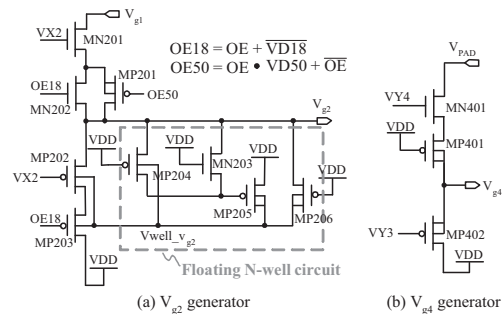 V_g1
VX2
MN201
OE18 = OE + \overline{VD18}
OE50 = OE • VD50 + \overline{OE}
MP201
OE18
MN202
OE50
V_g2
V_PAD
VY4
MN401
VDD
MP401
V_g4
MP402
VY3
VDD
MP202
VX2
VDD
MP204
VDD
MN203
VDD
MP205
VDD
MP206
OE18
MP203
VDD
Vwell_v_g2
Floating N-well circuit
(a) V_g2 generator
(b) V_g4 generator